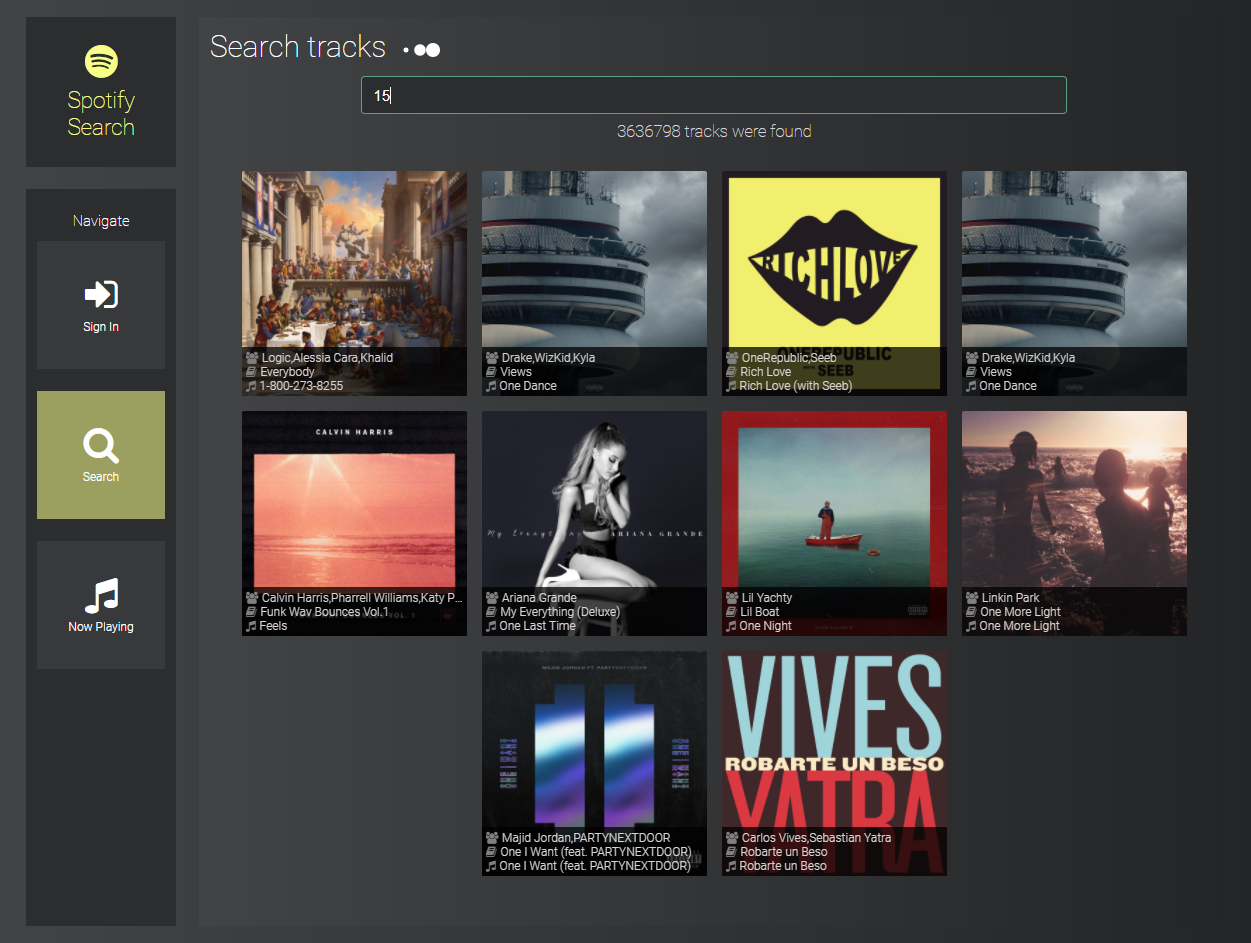 Spotify
Search
Navigate
Sign In
Search
Now Playing
Search tracks
15
3636798 tracks were found
Logic,Alessia Cara,Khalid
Everybody
1-800-273-8255
Drake,WizKid,Kyla
Views
One Dance
RICHLOVE
ONEREPUBLIC
WITH
SEEB
OneRepublic,Seeb
Rich Love
Rich Love (with Seeb)
Drake,WizKid,Kyla
Views
One Dance
CALVIN HARRIS
Calvin Harris,Pharrell Williams,Katy P...
Funk Wav Bounces Vol.1
Feels
ARIANA GRANDE
Ariana Grande
My Everything (Deluxe)
One Last Time
Lil Yachty
Lil Boat
One Night
Linkin Park
One More Light
One More Light
MAJID JORDAN FT. PARTYNEXTDOOR
Majid Jordan,PARTYNEXTDOOR
One I Want (feat. PARTYNEXTDOOR)
One I Want (feat. PARTYNEXTDOOR)
VIVES
ROBARTE UN BESO
YATRA
Carlos Vives,Sebastian Yatra
Robarte un Beso
Robarte un Beso